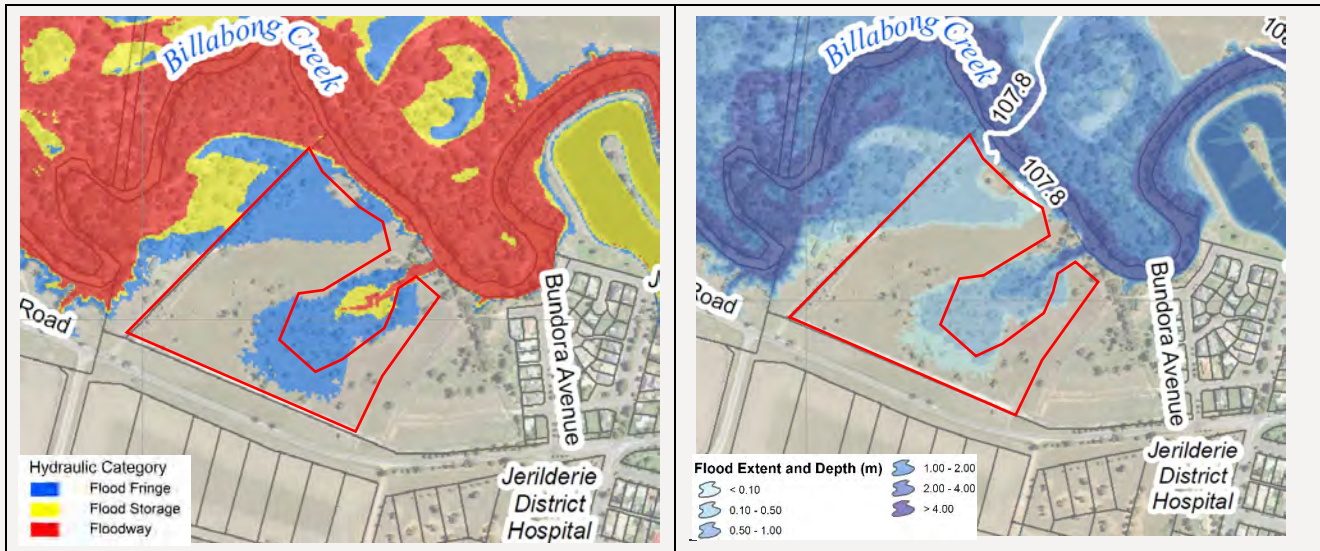 Billabong Creek
Road
Bundora Avenue
J
Jerilderie
District
Hospital
Hydraulic Category
Flood Fringe
Flood Storage
Floodway
Billabong Creek
107.8
107.8
Road
Bundora Avenue
Jerilderie
District
Hospital
Flood Extent and Depth (m)
< 0.10
0.10 - 0.50
0.50 - 1.00
1.00 - 2.00
2.00 - 4.00
> 4.00